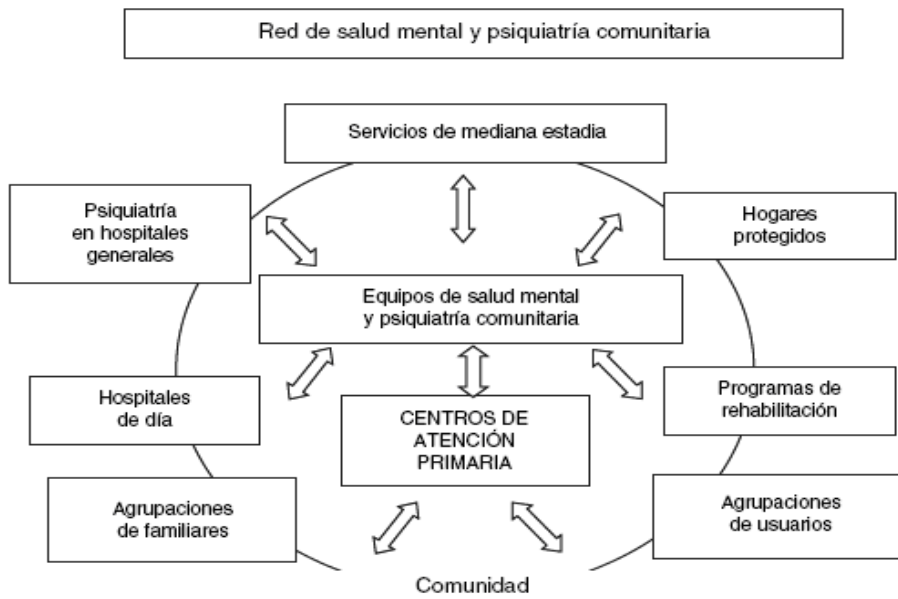 Red de salud mental y psiquiatría comunitaria
Servicios de mediana estadia
Psiquiatría
en hospitales
generales
Hogares
protegidos
Equipos de salud mental
y psiquiatría comunitaria
Hospitales
de día
CENTROS DE
ATENCIÓN
PRIMARIA
Programas de
rehabilitación
Agrupaciones
de familiares
Agrupaciones
de usuarios
Comunidad